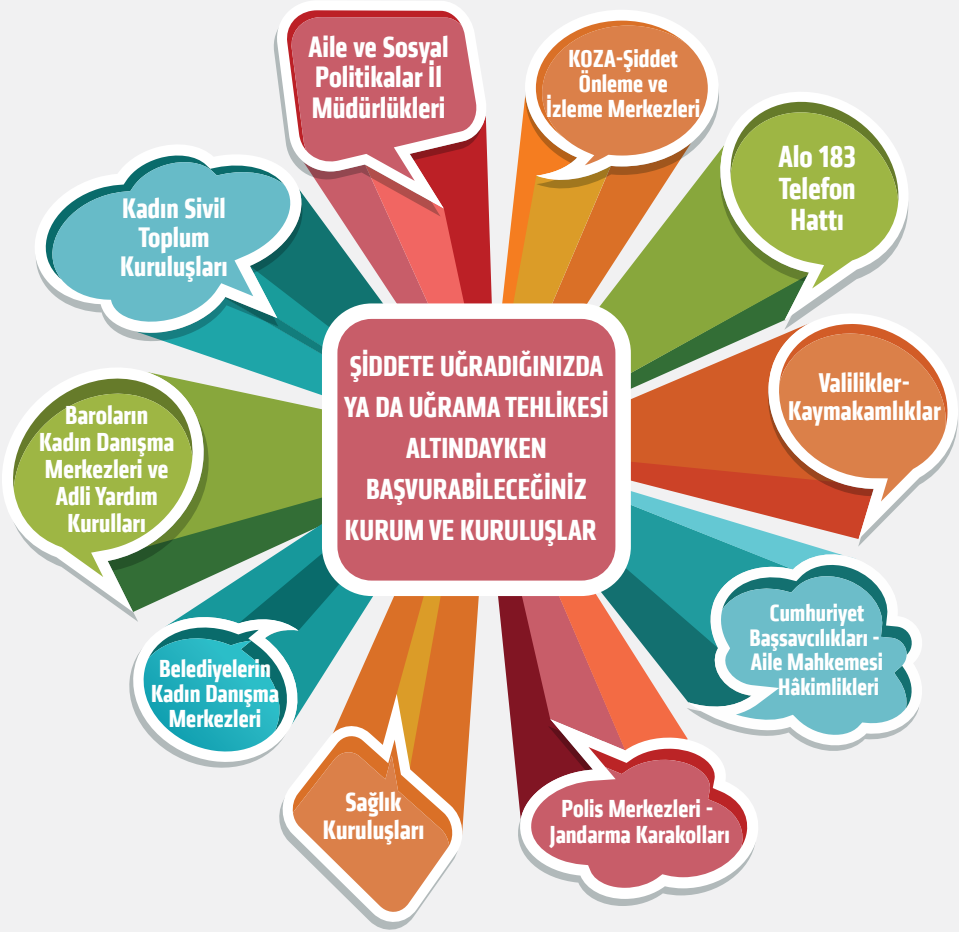 Aile ve Sosyal
Politikalar İl
Müdürlükleri
KOZA-Şiddet
Önleme ve
İzleme Merkezleri
Alo 183
Telefon
Hattı
Kadın Sivil
Toplum
Kuruluşları
ŞİDDETE UĞRADIĞINIZDA
YA DA UĞRAMA TEHLİKESİ
ALTINDAYKEN
BAŞVURABİLECEĞİNİZ
KURUM VE KURULUŞLAR
Valilikler-
Kaymakamlıklar
Baroların
Kadın Danışma
Merkezleri ve
Adli Yardım
Kurulları
Cumhuriyet
Başsavcılıkları -
Aile Mahkemesi
Hâkimlikleri
Belediyelerin
Kadın Danışma
Merkezleri
Sağlık
Kuruluşları
Polis Merkezleri -
Jandarma Karakolları